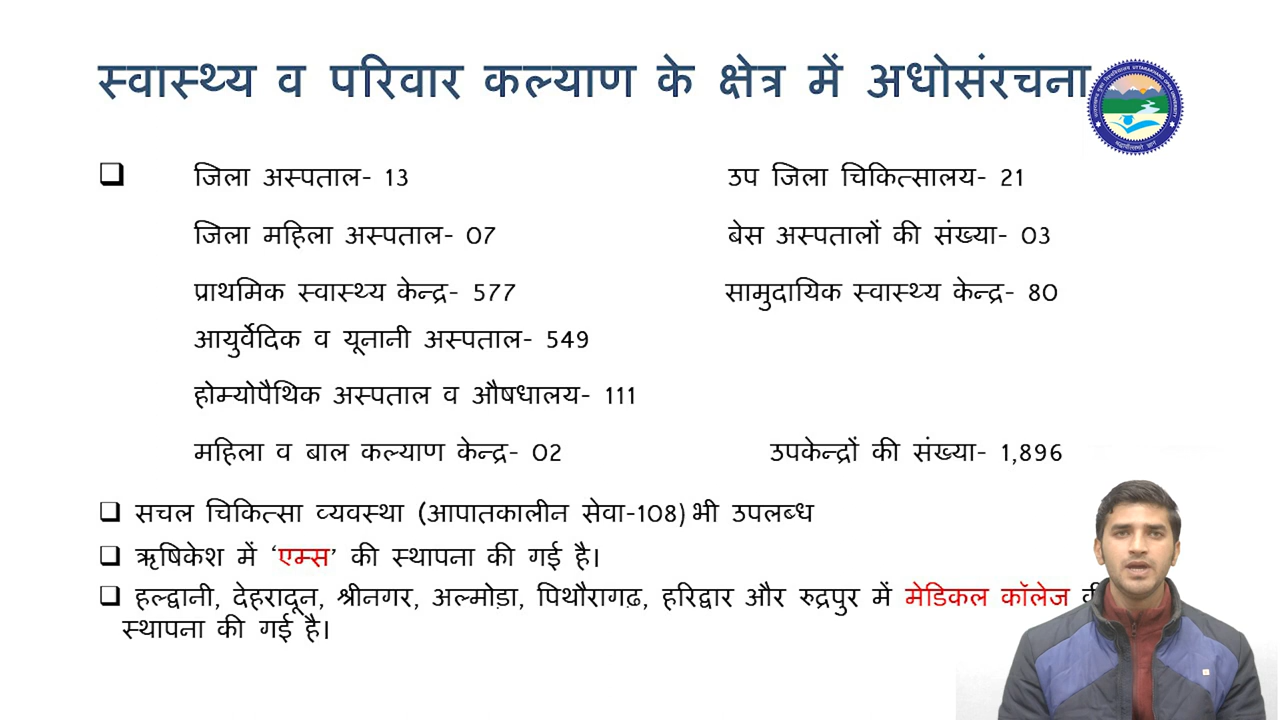 स्वास्थ्य व परिवार कल्याण के क्षेत्र में अधोसंरचना
जिला अस्पताल- 13 उप जिला चिकित्सालय- 21
जिला महिला अस्पताल- 07 बेस अस्पतालों की संख्या- 03
प्राथमिक स्वास्थ्य केन्द्र- 577 सामुदायिक स्वास्थ्य केन्द्र- 80
आयुर्वेदिक व यूनानी अस्पताल- 549
होम्योपैथिक अस्पताल व औषधालय- 111
महिला व बाल कल्याण केन्द्र- 02 उपकेन्द्रों की संख्या- 1,896
सचल चिकित्सा व्यवस्था (आपातकालीन सेवा-108) भी उपलब्ध
ऋषिकेश में ‘एम्स’ की स्थापना की गई है।
हल्द्वानी, देहरादून, श्रीनगर, अल्मोड़ा, पिथौरागढ़, हरिद्वार और रुद्रपुर में मेडिकल कॉलेज
स्थापना की गई है।